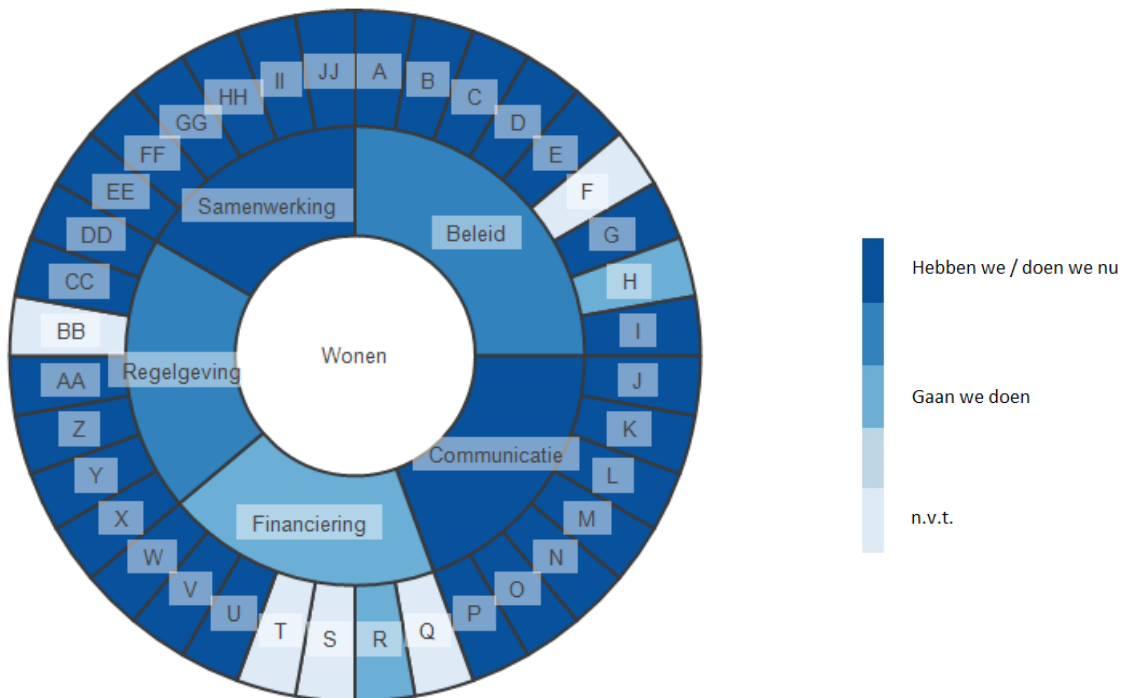 A
B
C
D
E
F
G
H
I
J
K
L
M
N
O
P
Q
R
S
T
U
V
W
X
Y
Z
AA
BB
CC
DD
EE
FF
GG
HH
II
JJ
Samenwerking
Beleid
Wonen
Regelgeving
Communicatie
Financiering
Hebben we / doen we nu
Gaan we doen
n.v.t.